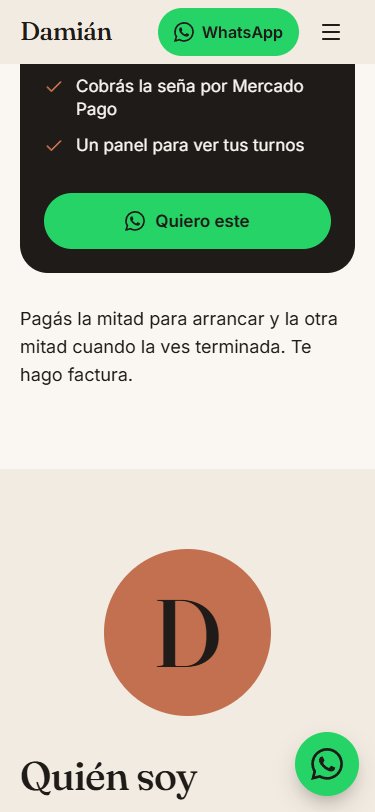 Damián
WhatsApp
Cobrás la seña por Mercado
Pago
Un panel para ver tus turnos
Quiero este
Pagás la mitad para arrancar y la otra
mitad cuando la ves terminada. Te
hago factura.
D
Quién soy